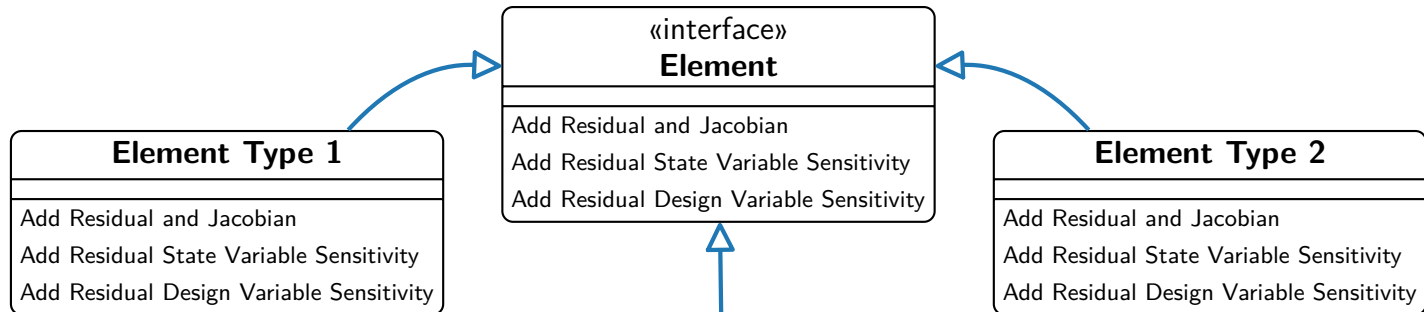 «interface»
Element
Add Residual and Jacobian
Add Residual State Variable Sensitivity
Add Residual Design Variable Sensitivity
Element Type 1
Add Residual and Jacobian
Add Residual State Variable Sensitivity
Add Residual Design Variable Sensitivity
Element Type 2
Add Residual and Jacobian
Add Residual State Variable Sensitivity
Add Residual Design Variable Sensitivity